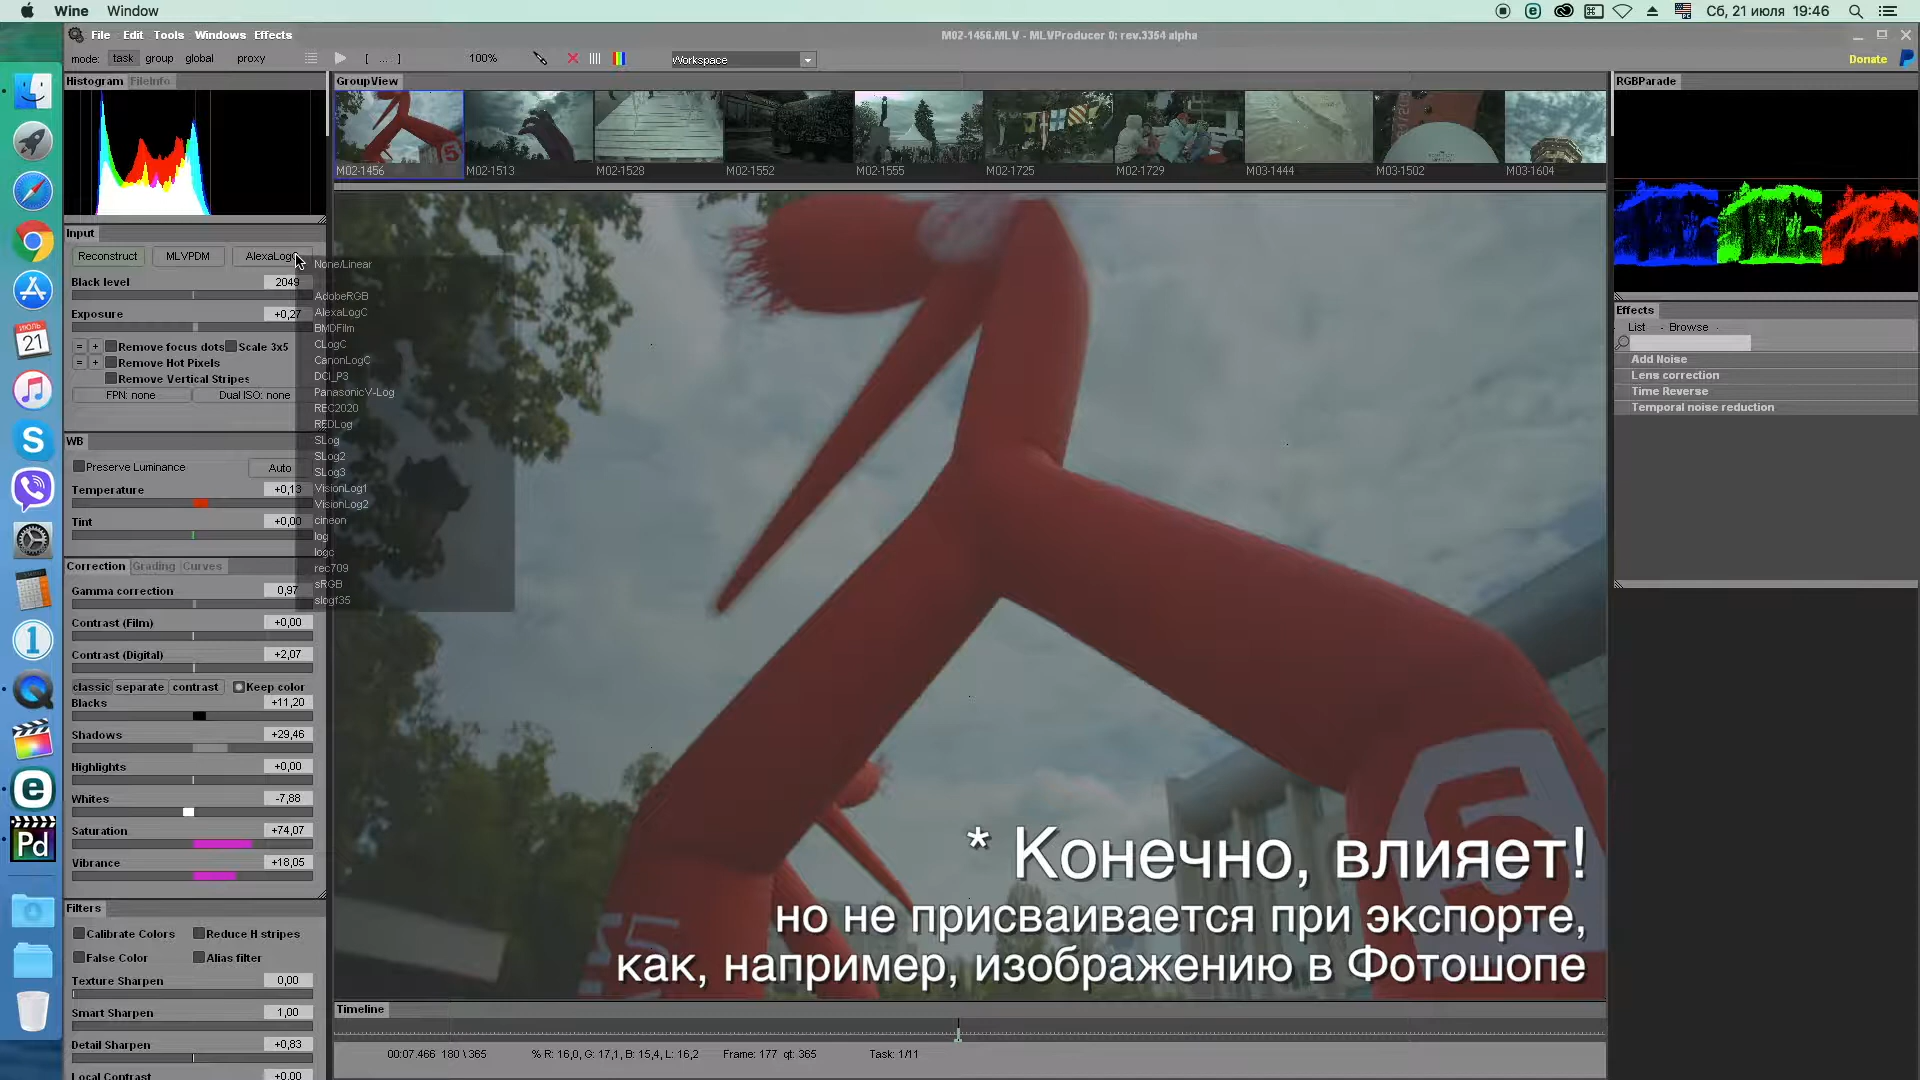 Wine Window
Сб, 21 июля 19:46
File Edit Tools Windows Effects
M02-1456.MLV - MLVProducer 0: rev.3354 alpha
mode: task group global proxy
[ ... ]
100%
Workspace
Donate
Histogram FileInfo
GroupView
RGBParade
M02-1456 M02-1513 M02-1528 M02-1552 M02-1555 M02-1725 M02-1729 M03-1444 M03-1502 M03-1604
Input
Reconstruct MLVPDM AlexaLogC
Black level 2049
Exposure +0,27
= + Remove focus dots Scale 3x5
= + Remove Hot Pixels
Remove Vertical Stripes
FPN: none Dual ISO: none
WB
Preserve Luminance Auto
Temperature +0,13
Tint +0,00
Correction Grading Curves
Gamma correction 0,97
Contrast (Film) +0,00
Contrast (Digital) +2,07
classic separate contrast Keep color
Blacks +11,20
Shadows +29,46
Highlights +0,00
Whites -7,88
Saturation +74,07
Vibrance +18,05
Filters
Calibrate Colors Reduce H stripes
False Color Alias filter
Texture Sharpen 0,00
Smart Sharpen 1,00
Detail Sharpen +0,83
Local Contrast +0,00
None/Linear
AdobeRGB
AlexaLogC
BMDFilm
CLogC
CanonLogC
DCI_P3
PanasonicV-Log
REC2020
REDLog
SLog
SLog2
SLog3
VisionLog1
VisionLog2
cineon
log
logc
rec709
sRGB
slogf35
Effects
List - Browse -
Add Noise
Lens correction
Time Reverse
Temporal noise reduction
ИЮЛЬ
21
1
Pd
5
* Конечно, влияет!
но не присваивается при экспорте,
как, например, изображению в Фотошопе
Timeline
00:07.466 180 \ 365 % R: 16,0, G: 17,1, B: 15,4, L: 16,2 Frame: 177 qt: 365 Task: 1/11